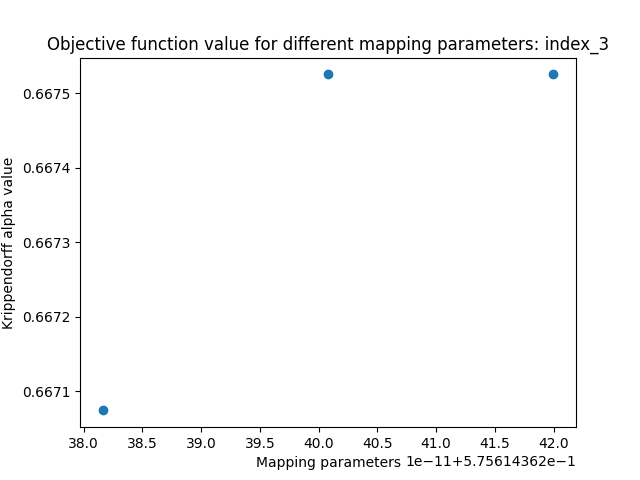 Objective function value for different mapping parameters: index_3
Krippendorff alpha value
0.6675
0.6674
0.6673
0.6672
0.6671
38.0 38.5 39.0 39.5 40.0 40.5 41.0 41.5 42.0
Mapping parameters 1e−11+5.75614362e−1